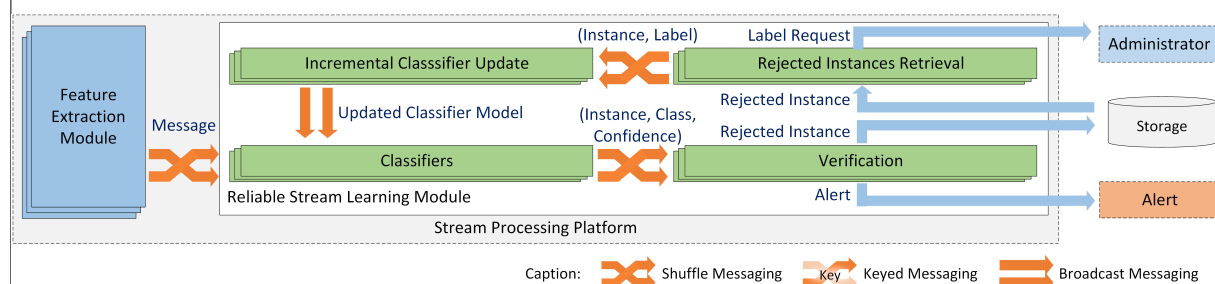 (Instance, Label)
Label Request
Administrator
Incremental Classsifier Update
Rejected Instances Retrieval
Feature
Extraction
Module
Message
Updated Classifier Model
(Instance, Class,
Confidence)
Rejected Instance
Rejected Instance
Storage
Classifiers
Verification
Reliable Stream Learning Module
Alert
Alert
Stream Processing Platform
Caption:
Shuffle Messaging
Key
Keyed Messaging
Broadcast Messaging